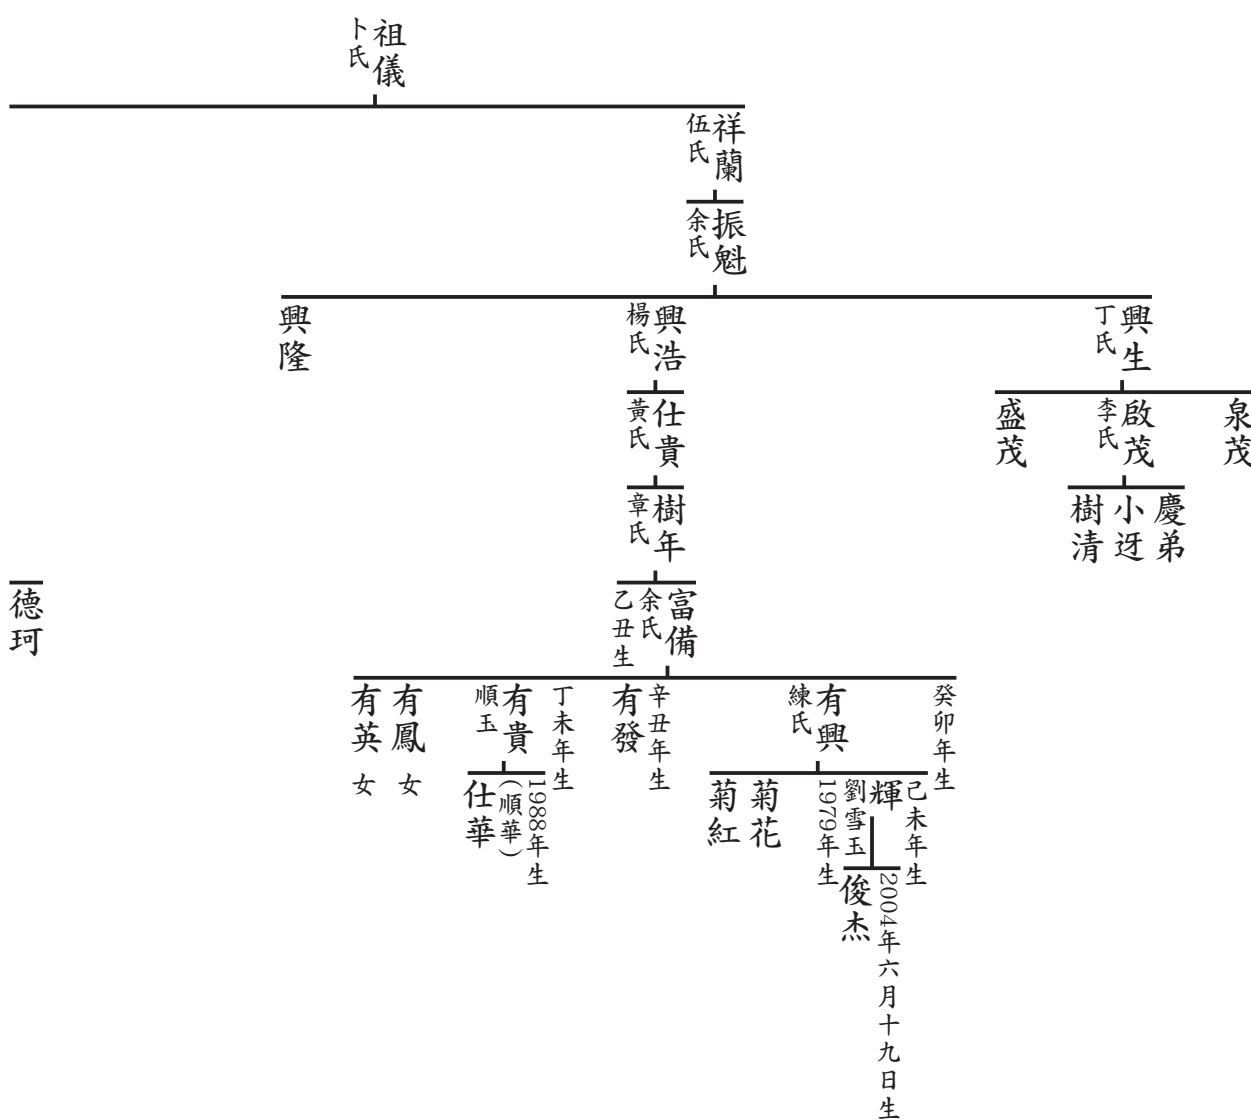 祖儀
卜氏
祥蘭
伍氏
振魁
余氏
興生
丁氏
興浩
楊氏
興隆
泉茂
啟茂
李氏
盛茂
仕貴
黃氏
慶弟
小迓
樹清
樹年
章氏
富備
余氏
乙丑生
德珂
癸卯年生
有興
練氏
辛丑年生
有發
丁未年生
有貴
順玉
有鳳 女
有英 女
己未年生
輝
劉雪玉
1979年生
菊花
菊紅
1988年生
(順華)
仕華
2004年六月十九日生
俊杰